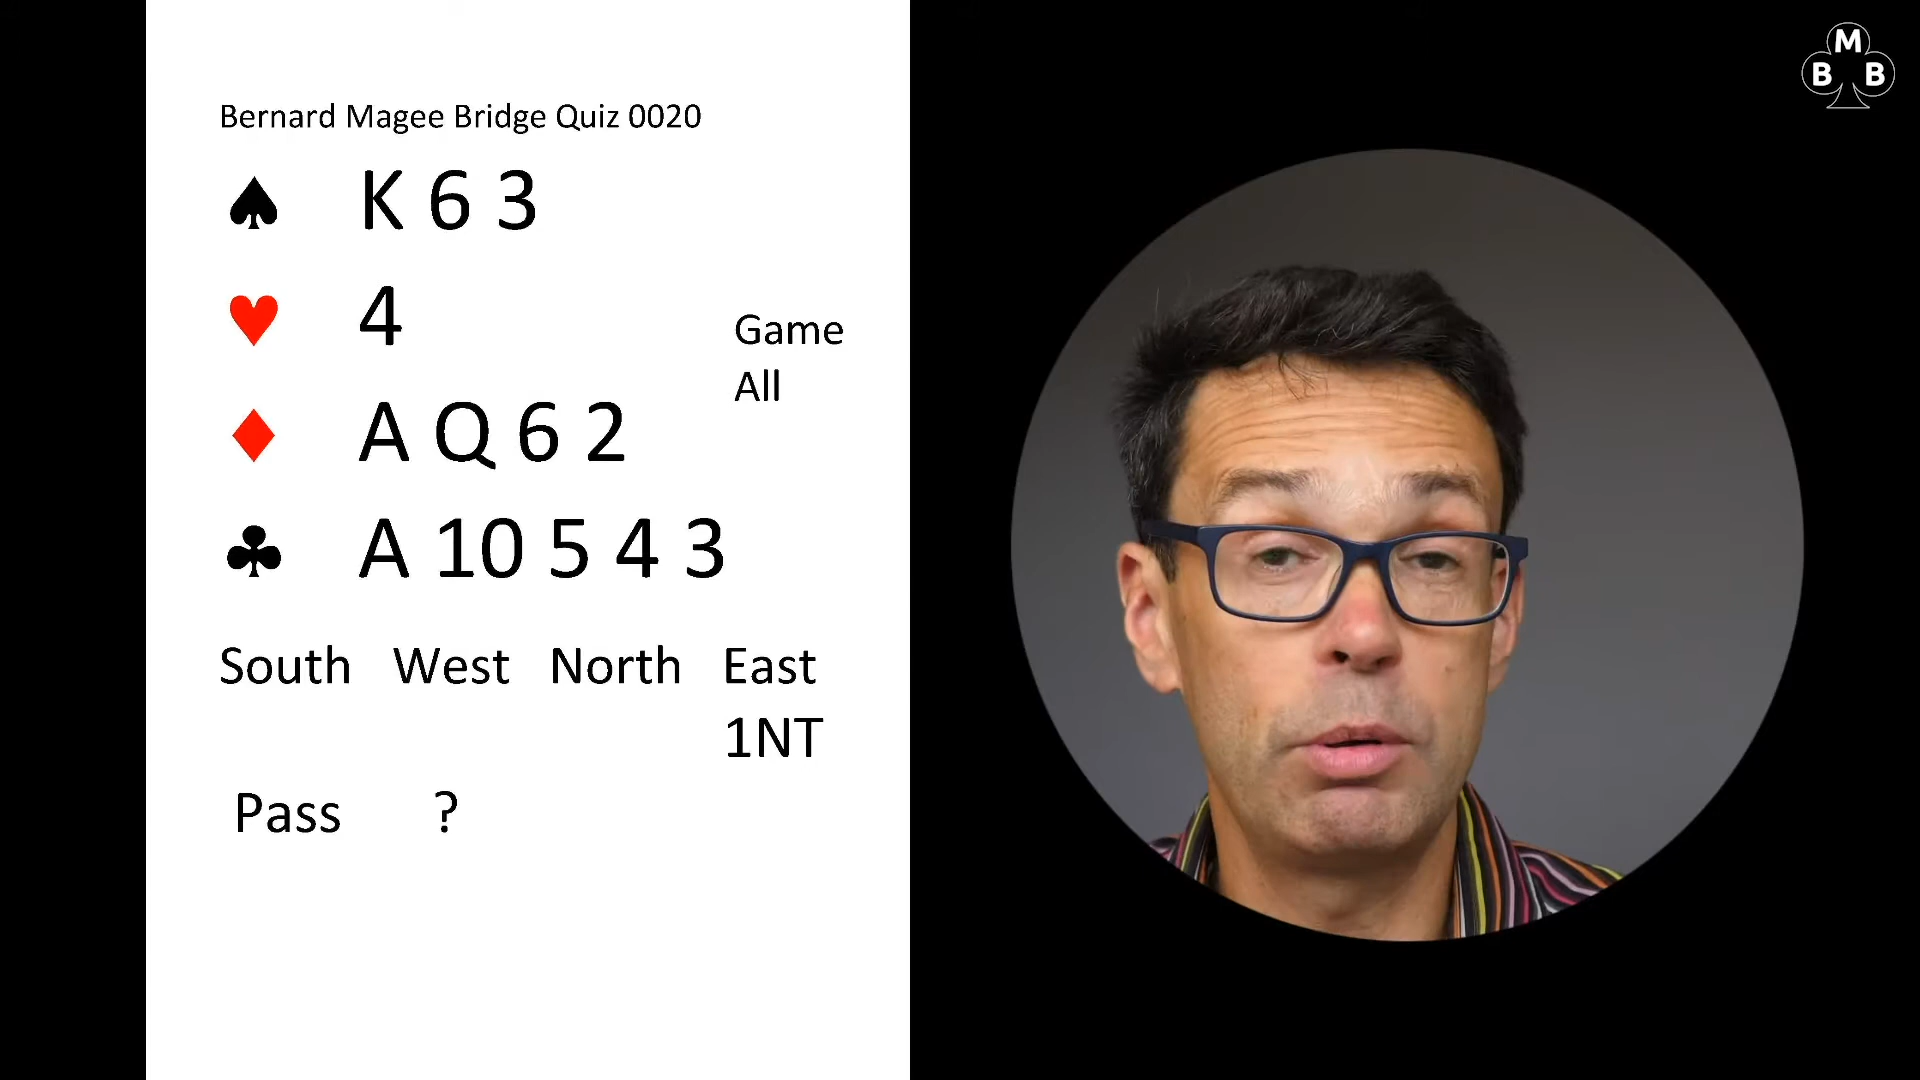 Bernard Magee Bridge Quiz 0020
♠ K 6 3
♥ 4
Game
All
♦ A Q 6 2
♣ A 10 5 4 3
South West North East
1NT
Pass ?
M
B B